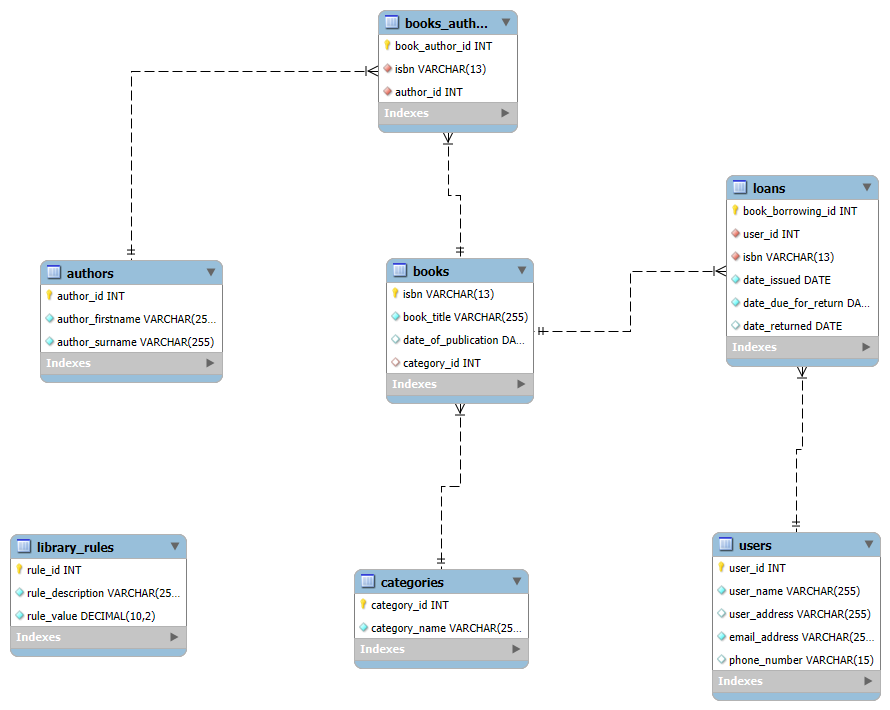 books_auth...
book_author_id INT
isbn VARCHAR(13)
author_id INT
Indexes
loans
book_borrowing_id INT
user_id INT
isbn VARCHAR(13)
date_issued DATE
date_due_for_return DA...
date_returned DATE
Indexes
authors
author_id INT
author_firstname VARCHAR(25...
author_surname VARCHAR(255)
Indexes
books
isbn VARCHAR(13)
book_title VARCHAR(255)
date_of_publication DA...
category_id INT
Indexes
library_rules
rule_id INT
rule_description VARCHAR(25...
rule_value DECIMAL(10,2)
Indexes
categories
category_id INT
category_name VARCHAR(25...
Indexes
users
user_id INT
user_name VARCHAR(255)
user_address VARCHAR(255)
email_address VARCHAR(25...
phone_number VARCHAR(15)
Indexes